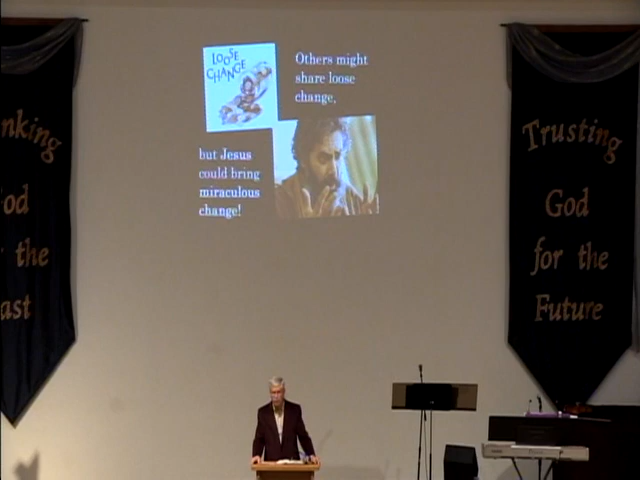 LOOSE
CHANGE
Others might
share loose
change,
but Jesus
could bring
miraculous
change!
nking
od
the
ast
Trusting
God
for the
Future